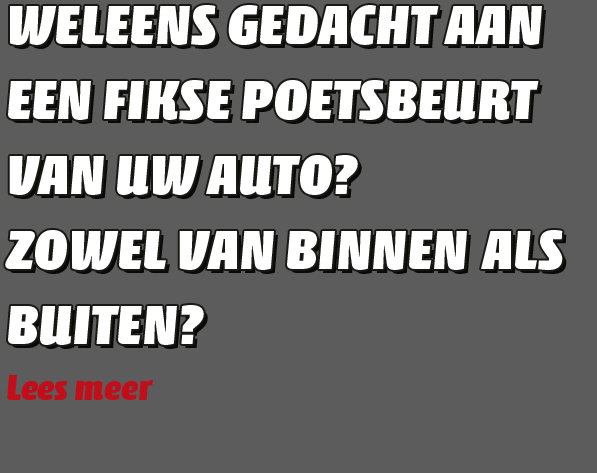 WELEENS GEDACHT AAN
EEN FIKSE POETSBEURT
VAN UW AUTO?
ZOWEL VAN BINNEN ALS
BUITEN?
Lees meer